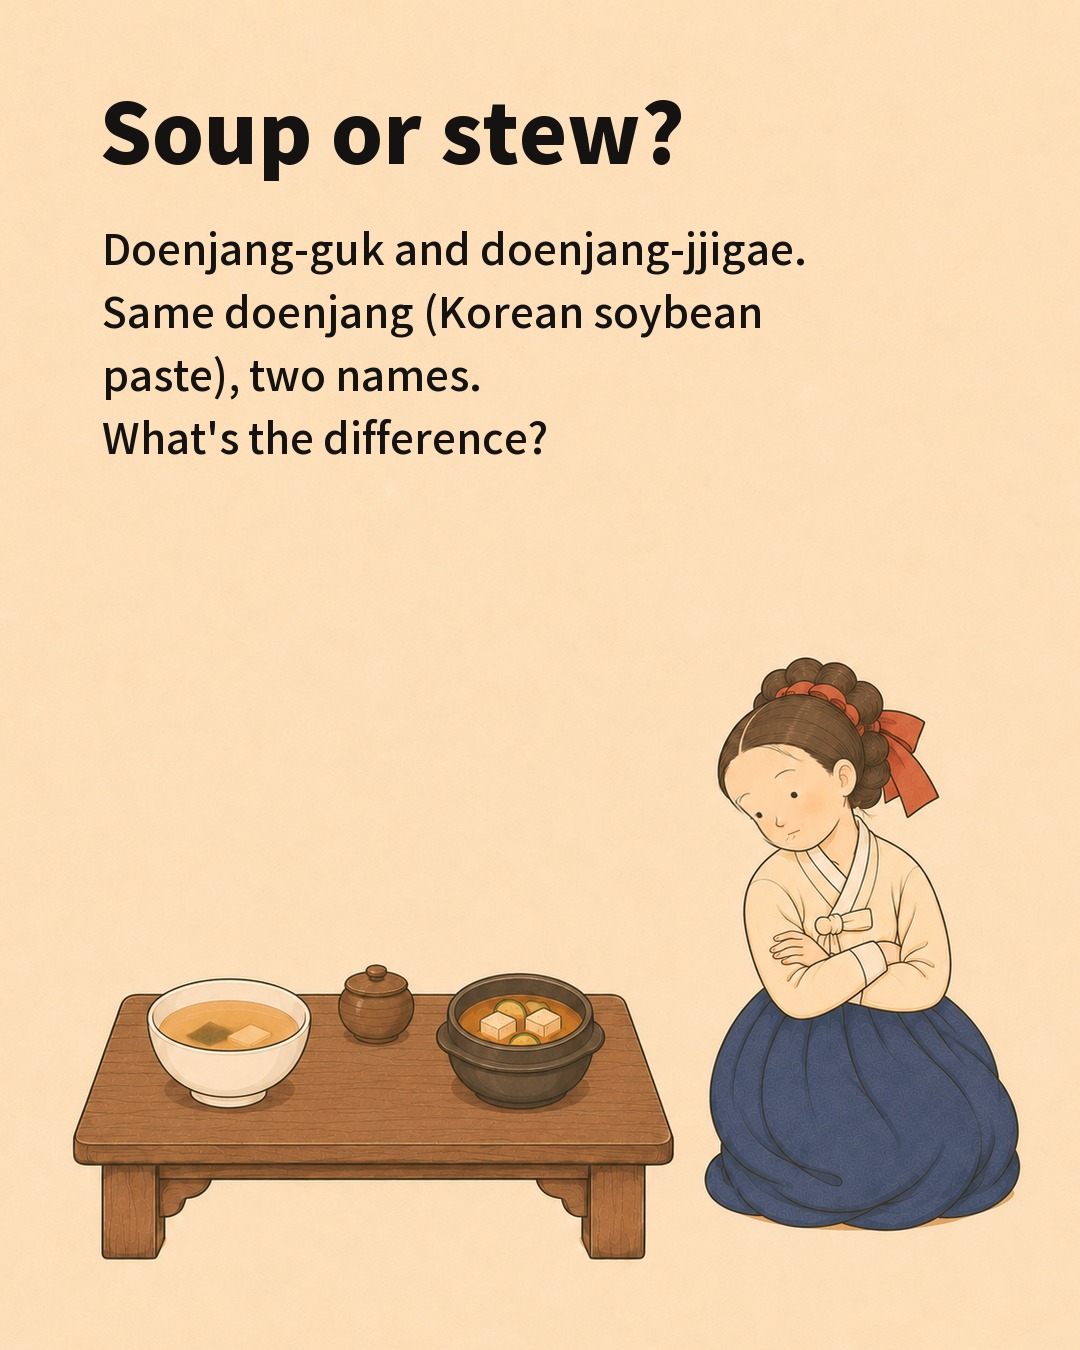 Soup or stew?
Doenjang-guk and doenjang-jjigae.
Same doenjang (Korean soybean
paste), two names.
What's the difference?